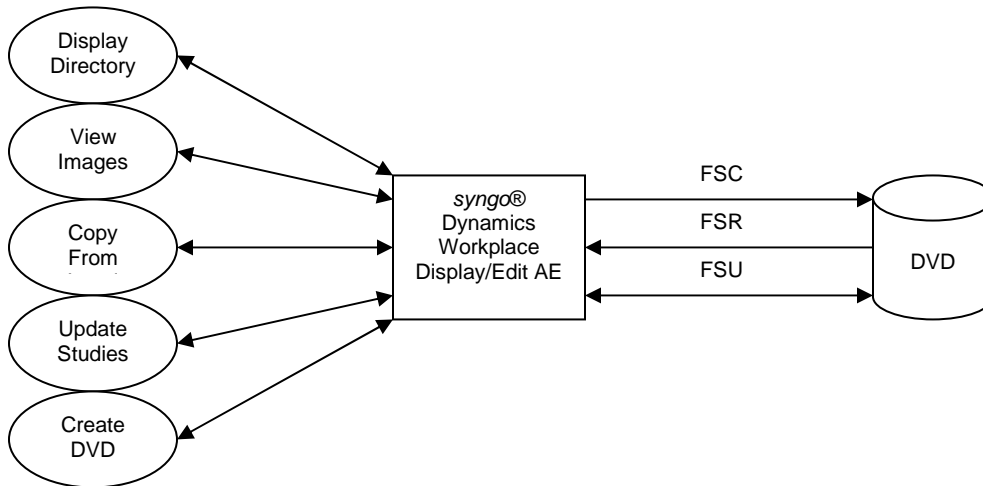 Display
Directory
View
Images
Copy
From
Update
Studies
Create
DVD
syngo®
Dynamics
Workplace
Display/Edit AE
FSC
FSR
FSU
DVD